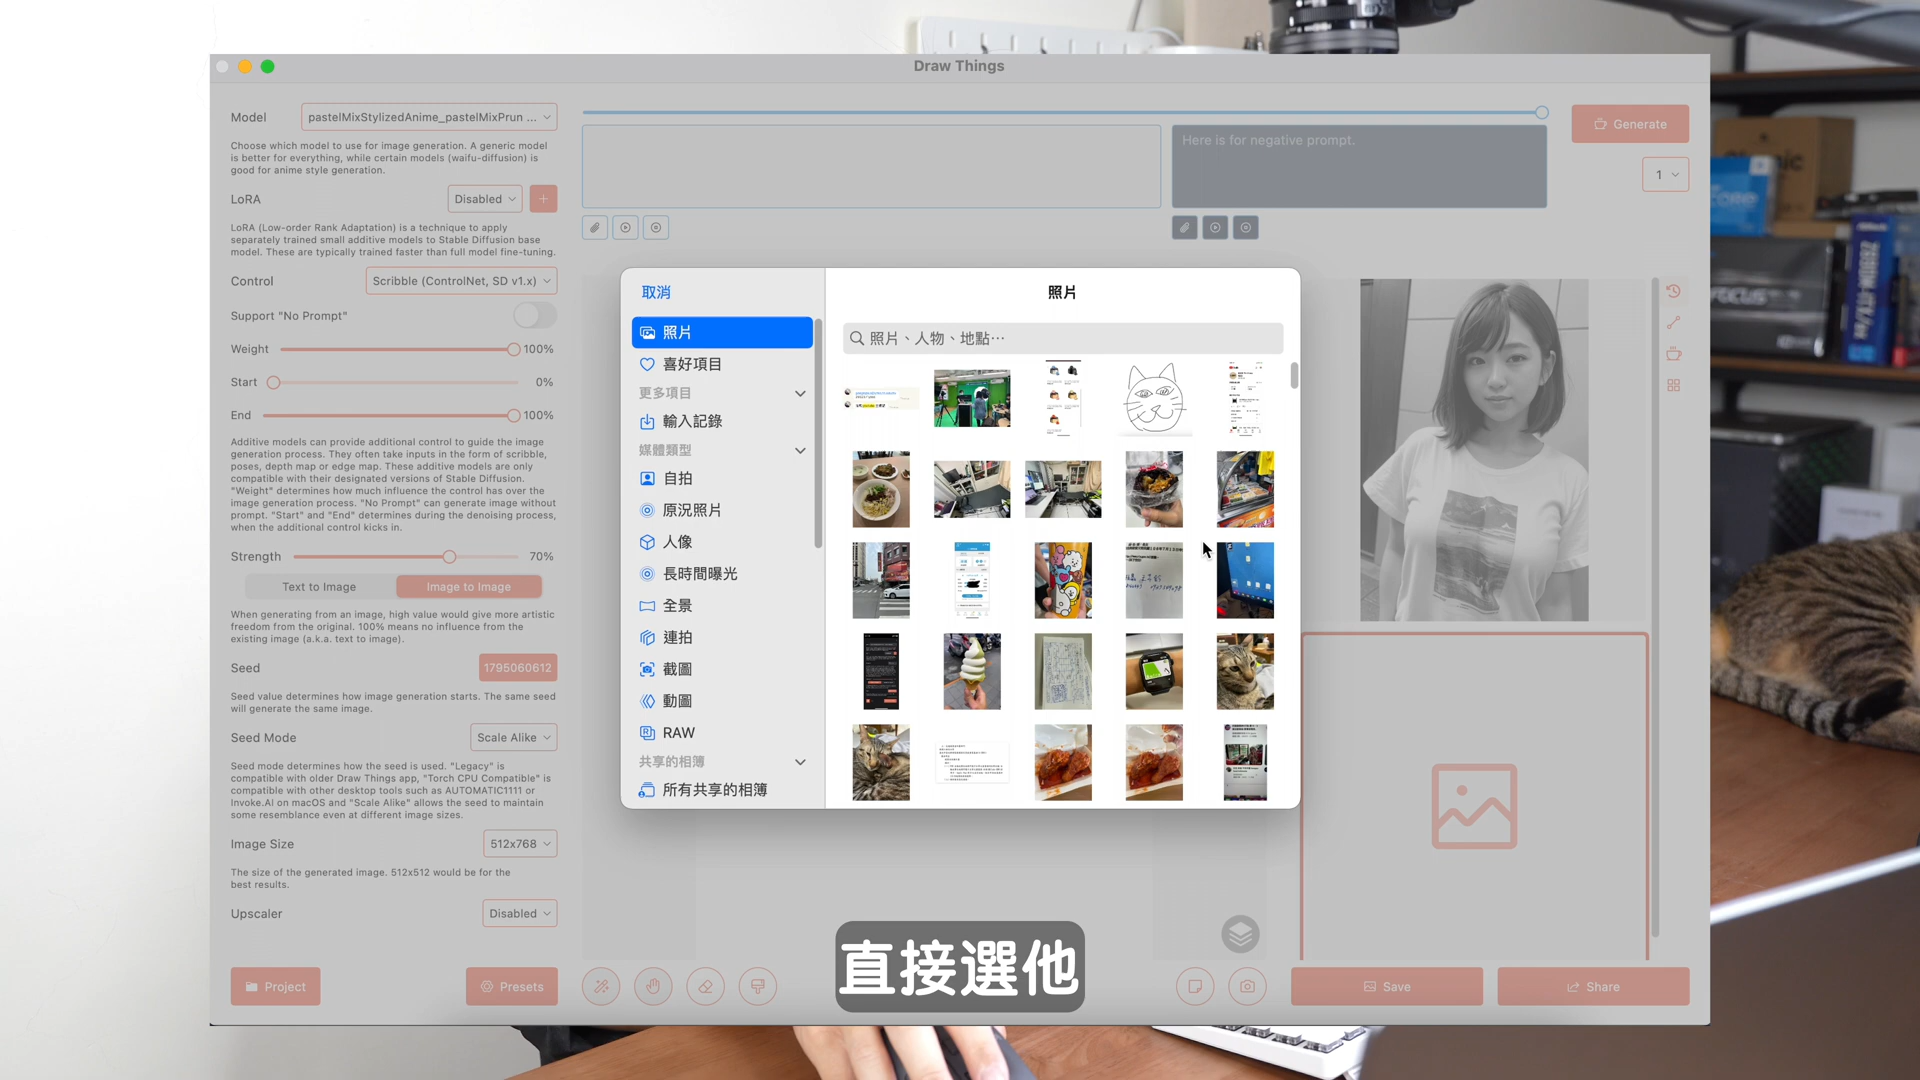 Draw Things
Model
pastelMixStylizedAnime_pastelMixPrun ...
Choose which model to use for image generation. A generic model
is better for everything, while certain models (waifu-diffusion) is
good for anime style generation.
LoRA
Disabled
+
LoRA (Low-order Rank Adaptation) is a technique to apply
separately trained small additive models to Stable Diffusion base
model. These are typically trained faster than full model fine-tuning.
Control
Scribble (ControlNet, SD v1.x)
Support "No Prompt"
Weight
100%
Start
0%
End
100%
Additive models can provide additional control to guide the image
generation process. They often take inputs in the form of scribble,
poses, depth map or edge map. These additive models are only
compatible with their designated versions of Stable Diffusion.
"Weight" determines how much influence the control has over the
image generation process. "No Prompt" can generate image without
prompt. "Start" and "End" determines during the denoising process,
when the additional control kicks in.
Strength
70%
Text to Image
Image to Image
When generating from an image, high value would give more artistic
freedom from the original. 100% means no influence from the
existing image (a.k.a. text to image).
Seed
1795060612
Seed value determines how image generation starts. The same seed
will generate the same image.
Seed Mode
Scale Alike
Seed mode determines how the seed is used. "Legacy" is
compatible with older Draw Things app, "Torch CPU Compatible" is
compatible with other desktop tools such as AUTOMATIC1111 or
Invoke.AI on macOS and "Scale Alike" allows the seed to maintain
some resemblance even at different image sizes.
Image Size
512x768
The size of the generated image. 512x512 would be for the
best results.
Upscaler
Disabled
Project
Presets
Here is for negative prompt.
Generate
1
取消
照片
喜好項目
更多項目
輸入記錄
媒體類型
自拍
原況照片
人像
長時間曝光
全景
連拍
截圖
動圖
RAW
共享的相簿
所有共享的相簿
照片
照片、人物、地點⋯
直接選他
Save
Share